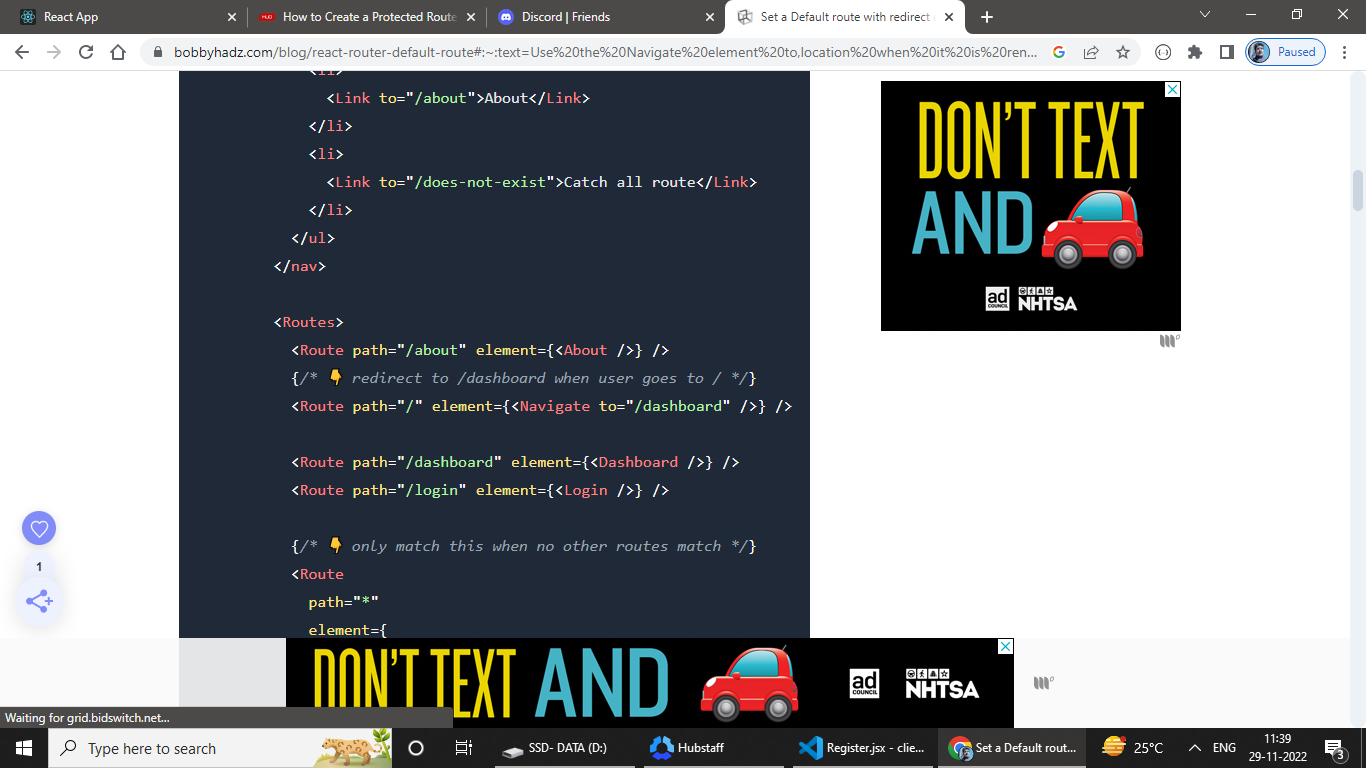 React App
How to Create a Protected Route
Discord | Friends
Set a Default route with redirect
bobbyhadz.com/blog/react-router-default-route#:~:text=Use%20the%20Navigate%20element%20to,location%20when%20it%20is%20ren...
Paused
<Link to="/about">About</Link>
</li>
<li>
<Link to="/does-not-exist">Catch all route</Link>
</li>
</ul>
</nav>
<Routes>
<Route path="/about" element={<About />} />
{/* 👇 redirect to /dashboard when user goes to / */}
<Route path="/" element={<Navigate to="/dashboard" />} />
<Route path="/dashboard" element={<Dashboard />} />
<Route path="/login" element={<Login />} />
{/* 👇 only match this when no other routes match */}
<Route
path="*"
element={
DON'T TEXT
AND
ad COUNCIL NHTSA
1
DON'T TEXT AND
ad COUNCIL NHTSA
Waiting for grid.bidswitch.net...
Type here to search
SSD- DATA (D:)
Hubstaff
Register.jsx - clie...
Set a Default rout...
25°C
ENG
11:39
29-11-2022
3